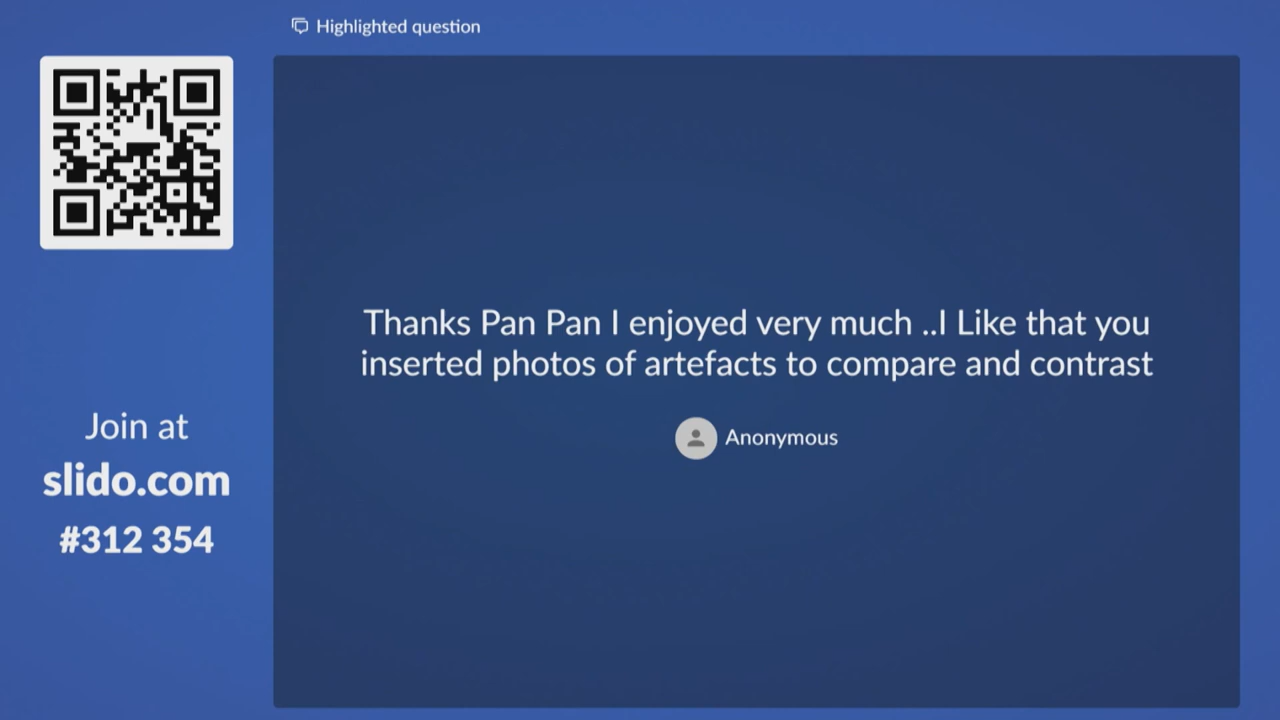 Highlighted question
Thanks Pan Pan I enjoyed very much ..I Like that you
inserted photos of artefacts to compare and contrast
Anonymous
Join at
slido.com
#312 354